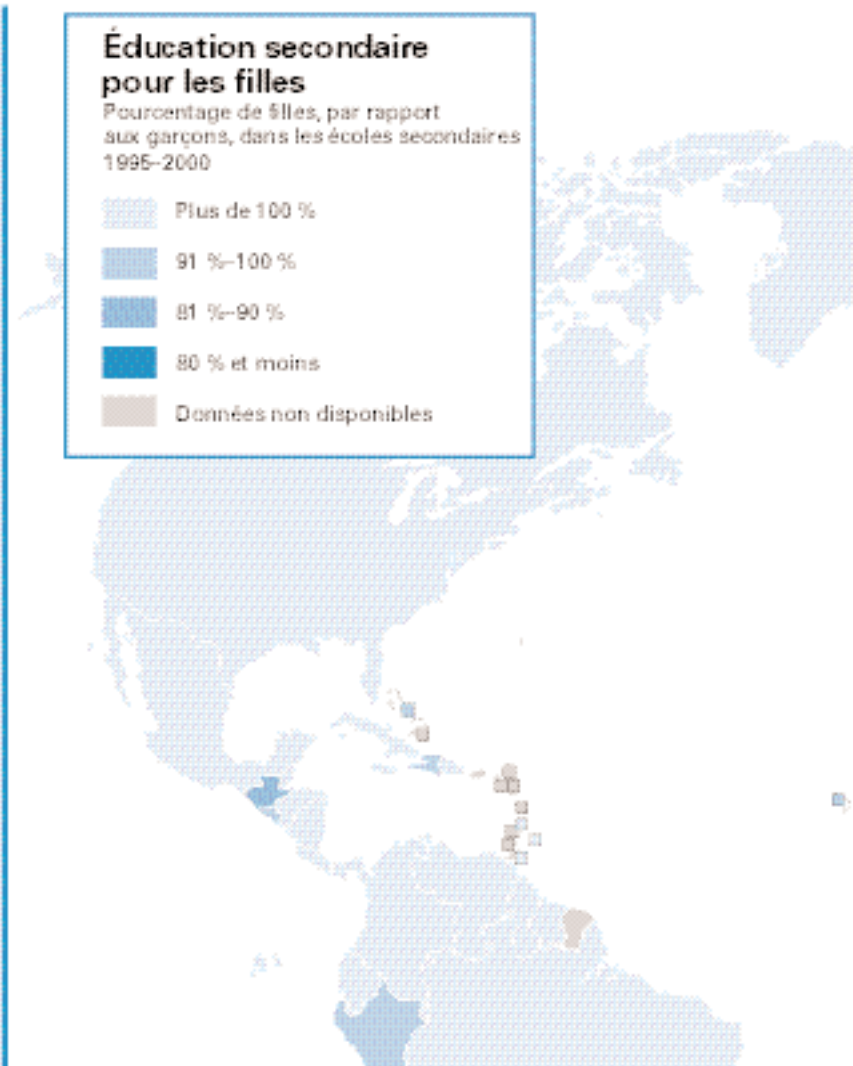 Éducation secondaire
pour les filles
Pourcentage de filles, par rapport
aux garçons, dans les écoles secondaires
1995–2000
Plus de 100 %
91 %–100 %
81 %–90 %
80 % et moins
Données non disponibles